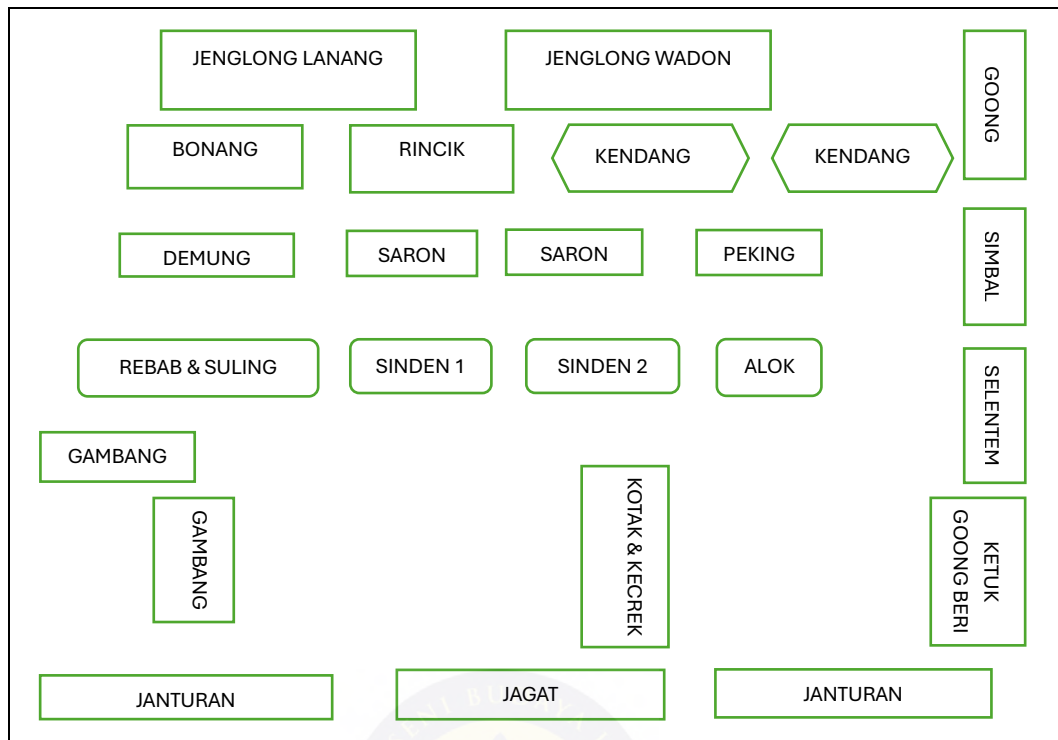 JENGLONG LANANG
JENGLONG WADON
GOONG
BONANG
RINCIK
KENDANG
KENDANG
SIMBAL
DEMUNG
SARON
SARON
PEKING
REBAB & SULING
SINDEN 1
SINDEN 2
ALOK
SELENTEM
GAMBANG
GAMBANG
KOTAK & KECREK
KETUK
GOONG BERI
JANTURAN
JAGAT
JANTURAN